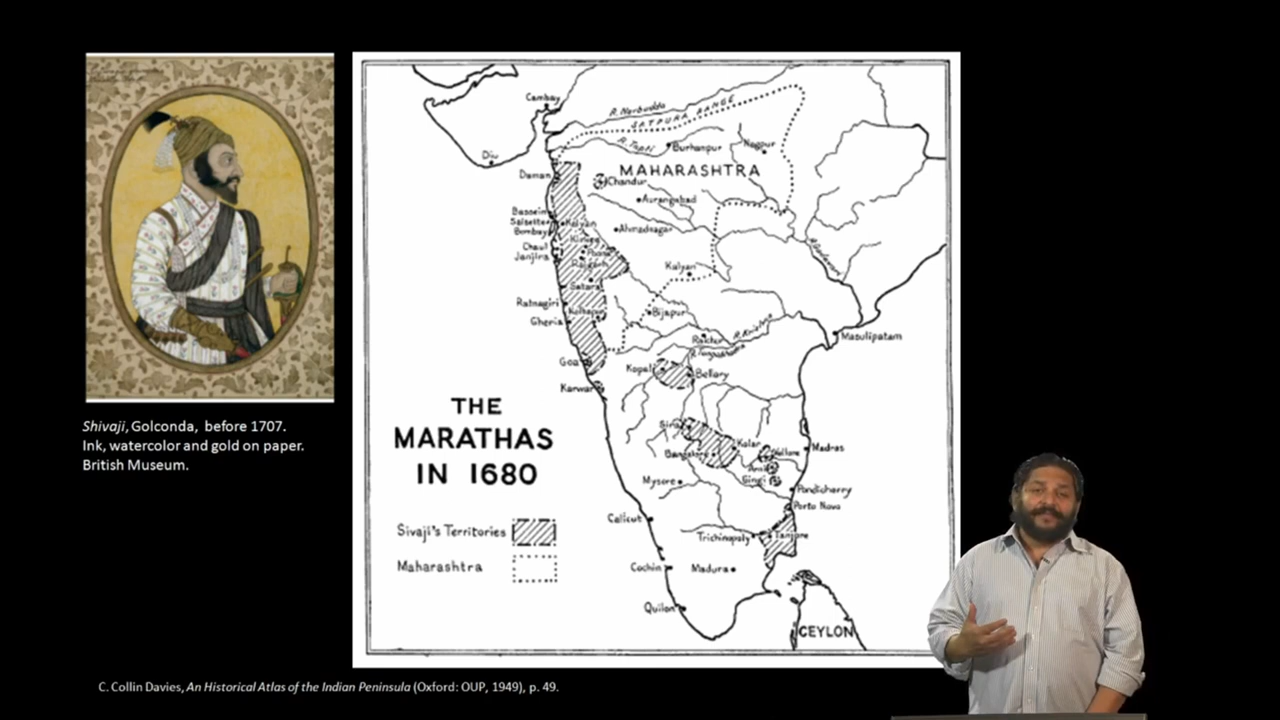 Shivaji, Golconda, before 1707.
Ink, watercolor and gold on paper.
British Museum.
Cambay
R. Narbudda
SATPURA RANGE
R. Tapti
Burhanpur
Nagpur
Diu
MAHARASHTRA
Daman
Chandur
Aurangabad
Bassein
Salsette
Bombay
Kalyan
Ahmadnagar
Chaul
Janjira
Poona
Kalyan
Satara
Ratnagiri
Kolhapur
Bijapur
Gheria
Raichur
R. Krishna
Masulipatam
Goa
Kopal
Bellary
Karwar
THE
MARATHAS
IN 1680
Sira
Kolar
Madras
Bangalore
Vellore
Arni
Mysore
Gingi
Pondicherry
Porto Novo
Calicut
Sivaji's Territories
Trichinopoly
Tanjore
Maharashtra
Cochin
Madura
Quilon
CEYLON
C. Collin Davies, An Historical Atlas of the Indian Peninsula (Oxford: OUP, 1949), p. 49.